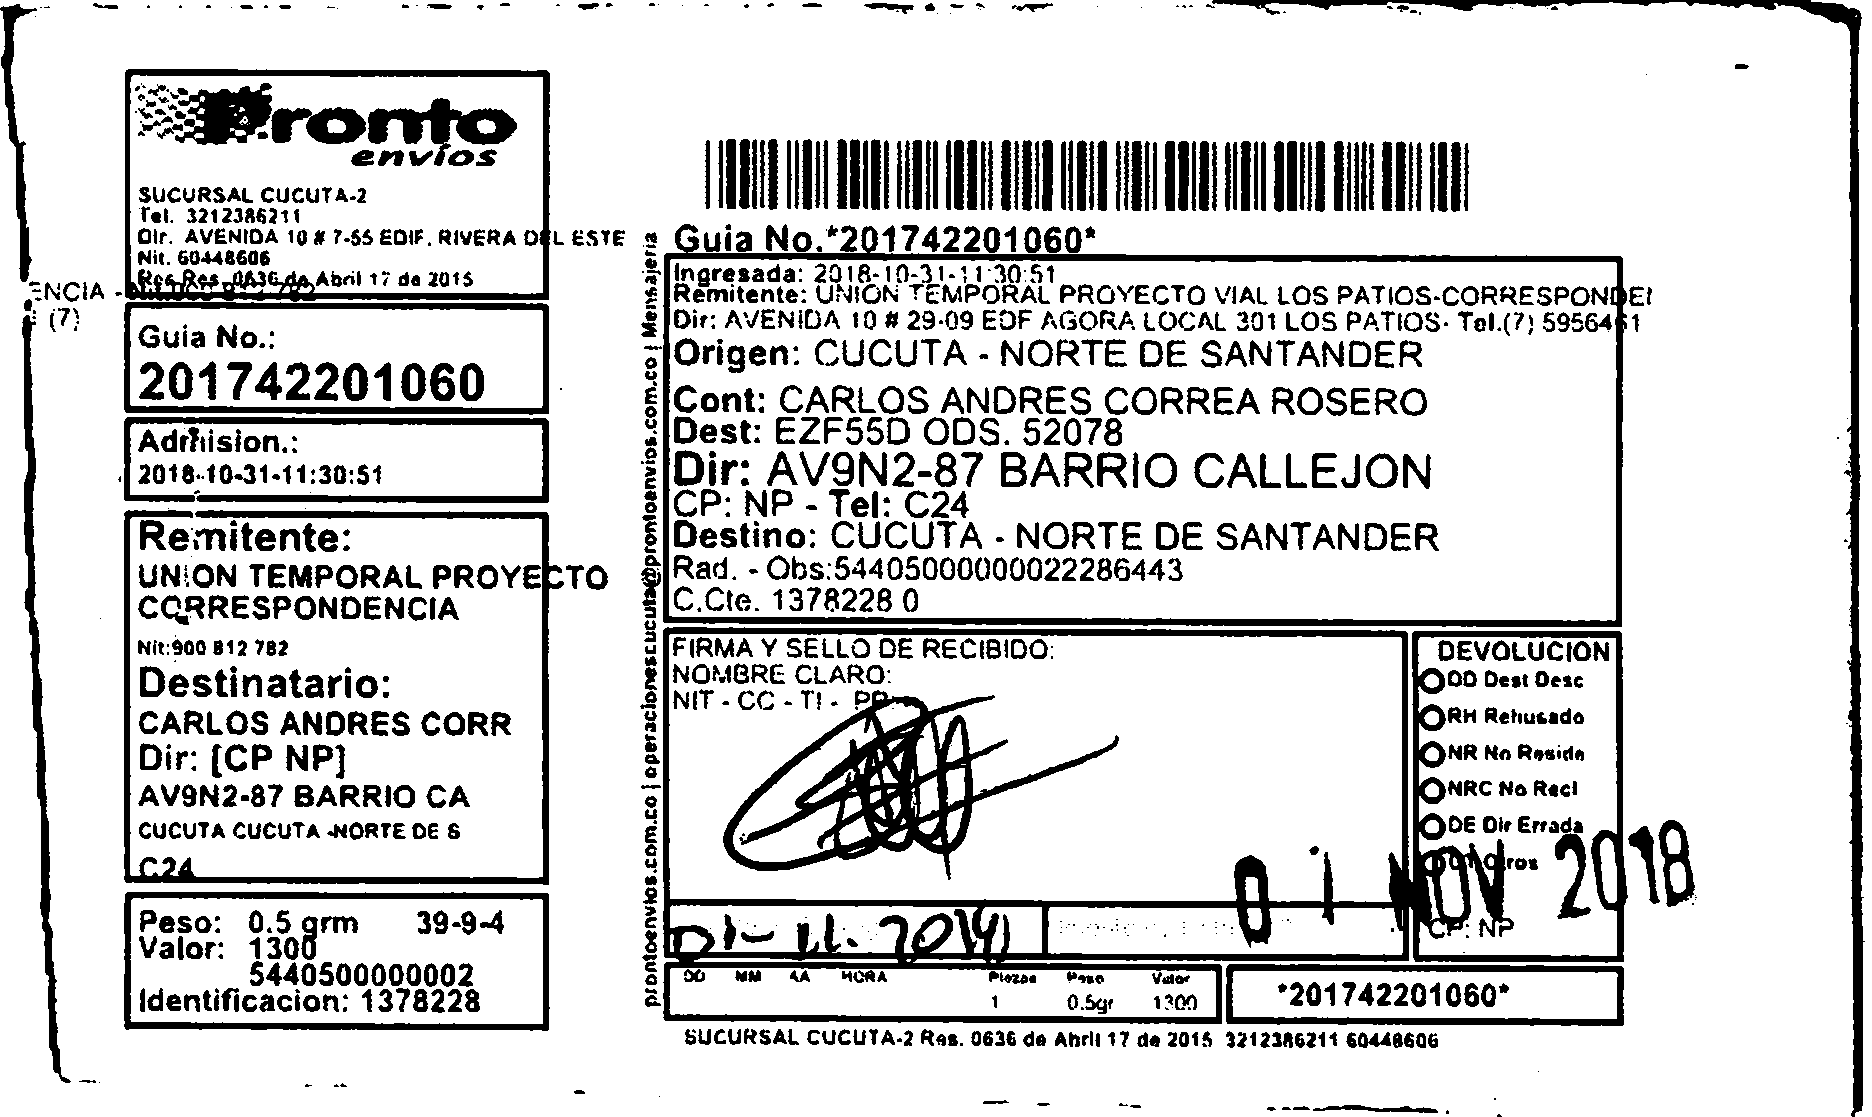 Pronto
envíos
SUCURSAL CUCUTA-2
Tel. 3212386211
Dir. AVENIDA 10 # 7-55 EDIF. RIVERA DEL ESTE
Nit. 60448606
Res.Res. 0636 de Abril 17 de 2015
ENCIA -
(7)
Guia No.:
201742201060
Admision.:
2018-10-31-11:30:51
Remitente:
UNION TEMPORAL PROYECTO
CORRESPONDENCIA
Nit:900 812 782
Destinatario:
CARLOS ANDRES CORR
Dir: [CP NP]
AV9N2-87 BARRIO CA
CUCUTA CUCUTA -NORTE DE S
C24
Peso: 0.5 grm 39-9-4
Valor: 1300
5440500000002
Identificacion: 1378228
prontoenvios.com.co | operacionescucuta@prontoenvios.com.co | Mensajeria
Guia No.*201742201060*
Ingresada: 2018-10-31-11:30:51
Remitente: UNION TEMPORAL PROYECTO VIAL LOS PATIOS-CORRESPONDE
Dir: AVENIDA 10 # 29-09 EDF AGORA LOCAL 301 LOS PATIOS- Tel.(7) 5956461
Origen: CUCUTA - NORTE DE SANTANDER
Cont: CARLOS ANDRES CORREA ROSERO
Dest: EZF55D ODS. 52078
Dir: AV9N2-87 BARRIO CALLEJON
CP: NP - Tel: C24
Destino: CUCUTA - NORTE DE SANTANDER
Rad. - Obs:54405000000022286443
C.Cte. 1378228 0
FIRMA Y SELLO DE RECIBIDO:
NOMBRE CLARO:
NIT - CC - TI - PP
DEVOLUCION
DD Dest Desc
RH Rehusado
NR No Reside
NRC No Recl
DE Dir Errada
OT Otros
01 NOV 2018
CP: NP
01- 11. 2018
DD MM AA HORA
Piezas Peso Valor
1 0.5gr 1300
*201742201060*
SUCURSAL CUCUTA-2 Res. 0636 de Abril 17 de 2015 3212386211 60448606